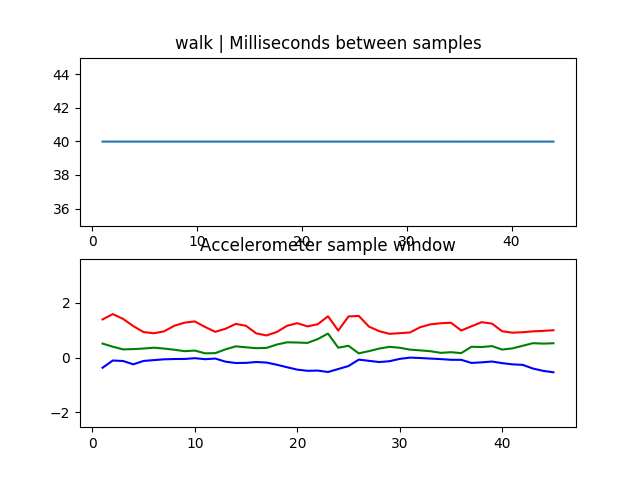 walk | Milliseconds between samples
44
42
40
38
36
0 10 20 30 40
Accelerometer sample window
2
0
−2
0 10 20 30 40